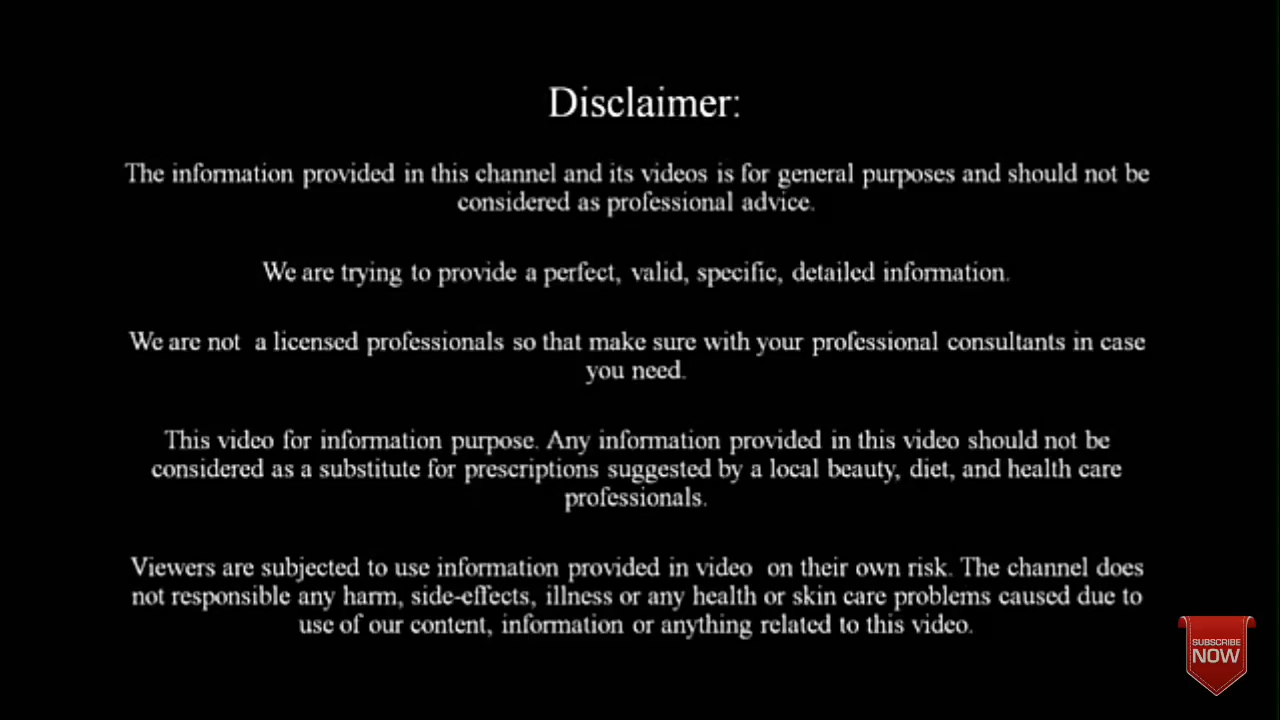 Disclaimer:
The information provided in this channel and its videos is for general purposes and should not be
considered as professional advice.
We are trying to provide a perfect, valid, specific, detailed information.
We are not a licensed professionals so that make sure with your professional consultants in case
you need.
This video for information purpose. Any information provided in this video should not be
considered as a substitute for prescriptions suggested by a local beauty, diet, and health care
professionals.
Viewers are subjected to use information provided in video on their own risk. The channel does
not responsible any harm, side-effects, illness or any health or skin care problems caused due to
use of our content, information or anything related to this video.
SUBSCRIBE
NOW